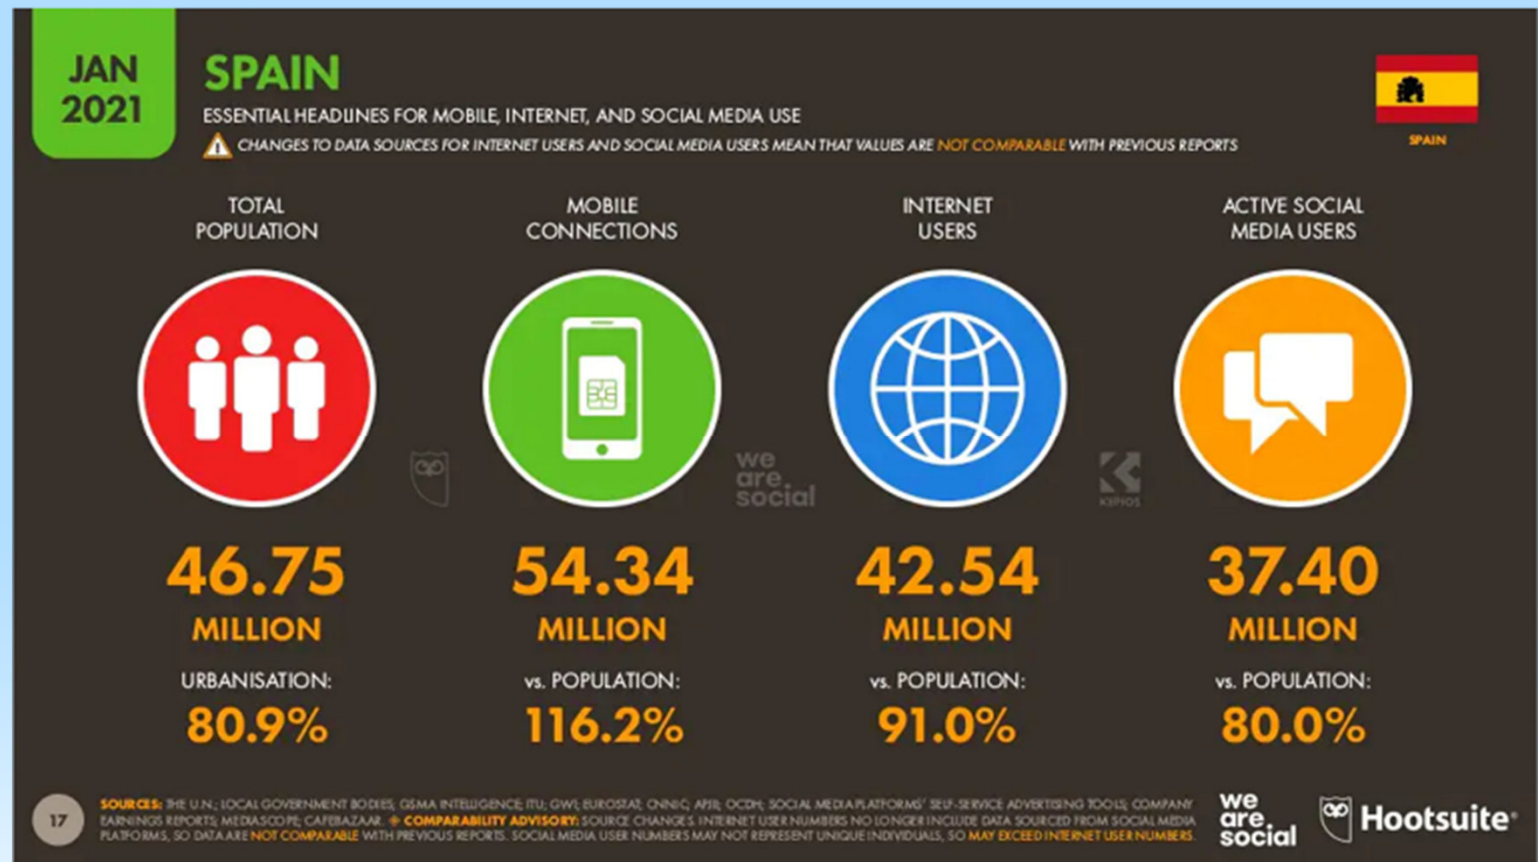 JAN
2021
SPAIN
ESSENTIAL HEADLINES FOR MOBILE, INTERNET, AND SOCIAL MEDIA USE
CHANGES TO DATA SOURCES FOR INTERNET USERS AND SOCIAL MEDIA USERS MEAN THAT VALUES ARE NOT COMPARABLE WITH PREVIOUS REPORTS
SPAIN
TOTAL
POPULATION
MOBILE
CONNECTIONS
INTERNET
USERS
ACTIVE SOCIAL
MEDIA USERS
we
are.
social
KEPIOS
46.75
MILLION
URBANISATION:
80.9%
54.34
MILLION
vs. POPULATION:
116.2%
42.54
MILLION
vs. POPULATION:
91.0%
37.40
MILLION
vs. POPULATION:
80.0%
17
SOURCES: THE U.N.; LOCAL GOVERNMENT BODIES; GSMA INTELLIGENCE; ITU; GWI; EUROSTAT; CNNIC; APJII; OCDH; SOCIAL MEDIA PLATFORMS' SELF-SERVICE ADVERTISING TOOLS; COMPANY
EARNINGS REPORTS; MEDIASCOPE; CAFEBAZAAR. COMPARABILITY ADVISORY: SOURCE CHANGES. INTERNET USER NUMBERS NO LONGER INCLUDE DATA SOURCED FROM SOCIAL MEDIA
PLATFORMS, SO DATA ARE NOT COMPARABLE WITH PREVIOUS REPORTS. SOCIAL MEDIA USER NUMBERS MAY NOT REPRESENT UNIQUE INDIVIDUALS, SO MAY EXCEED INTERNET USER NUMBERS.
we
are.
social
Hootsuite®